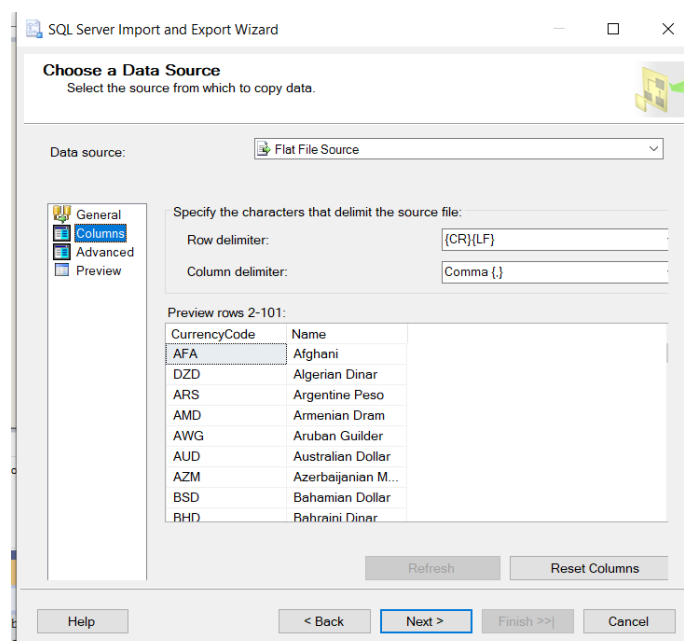 SQL Server Import and Export Wizard
Choose a Data Source
Select the source from which to copy data.
Data source:
Flat File Source
General
Columns
Advanced
Preview
Specify the characters that delimit the source file:
Row delimiter:
{CR}{LF}
Column delimiter:
Comma {,}
Preview rows 2-101:
CurrencyCode Name
AFA Afghani
DZD Algerian Dinar
ARS Argentine Peso
AMD Armenian Dram
AWG Aruban Guilder
AUD Australian Dollar
AZM Azerbaijanian M...
BSD Bahamian Dollar
BHD Bahraini Dinar
Refresh Reset Columns
Help < Back Next > Finish >>| Cancel